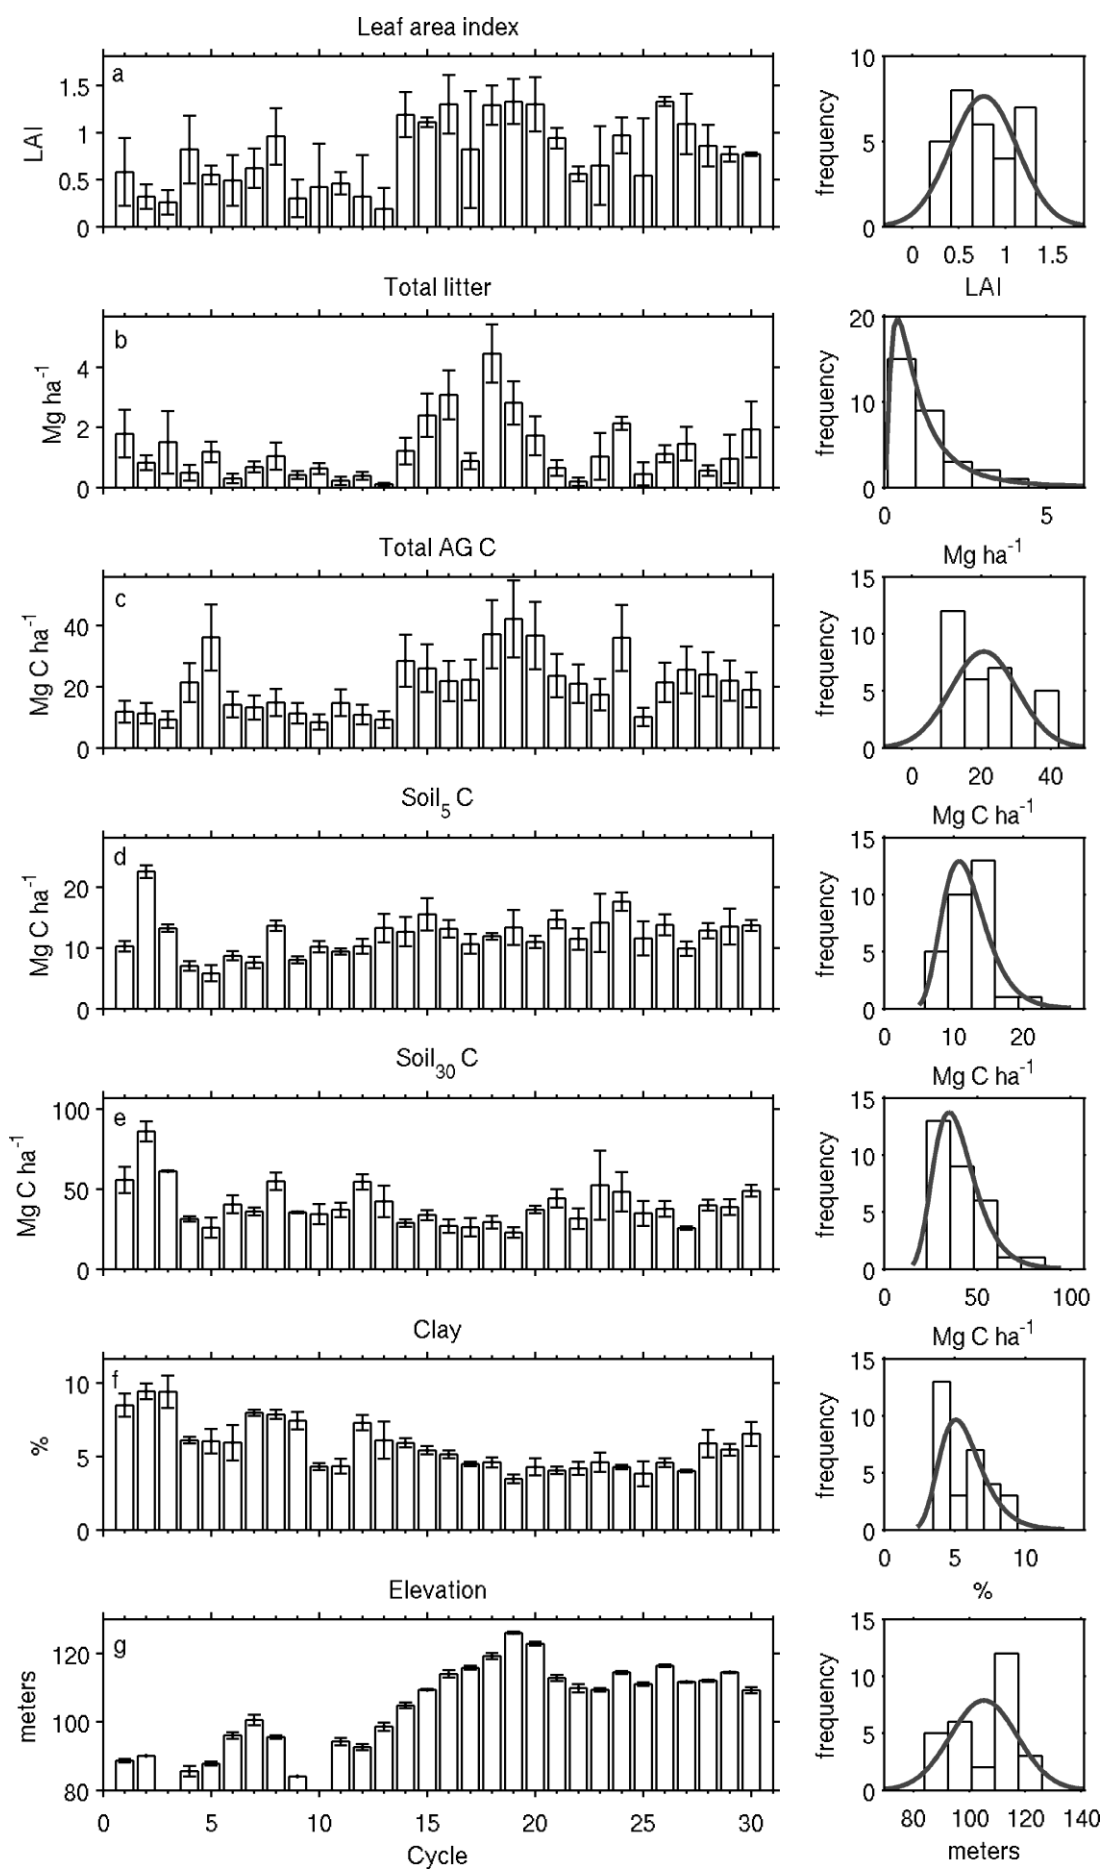 Leaf area index
a
LAI
1.5
1
0.5
0
frequency
10
5
0
0 0.5 1 1.5
LAI
Total litter
b
Mg ha-1
4
2
0
frequency
20
10
0
0 5
Mg ha-1
Total AG C
c
Mg C ha-1
40
20
0
frequency
15
10
5
0
0 20 40
Mg C ha-1
Soil5 C
d
Mg C ha-1
20
10
0
frequency
15
10
5
0
0 10 20
Mg C ha-1
Soil30 C
e
Mg C ha-1
100
50
0
frequency
15
10
5
0
0 50 100
Mg C ha-1
Clay
f
%
10
5
0
frequency
15
10
5
0
0 5 10
%
Elevation
g
meters
120
100
80
0 5 10 15 20 25 30
Cycle
frequency
15
10
5
0
80 100 120 140
meters